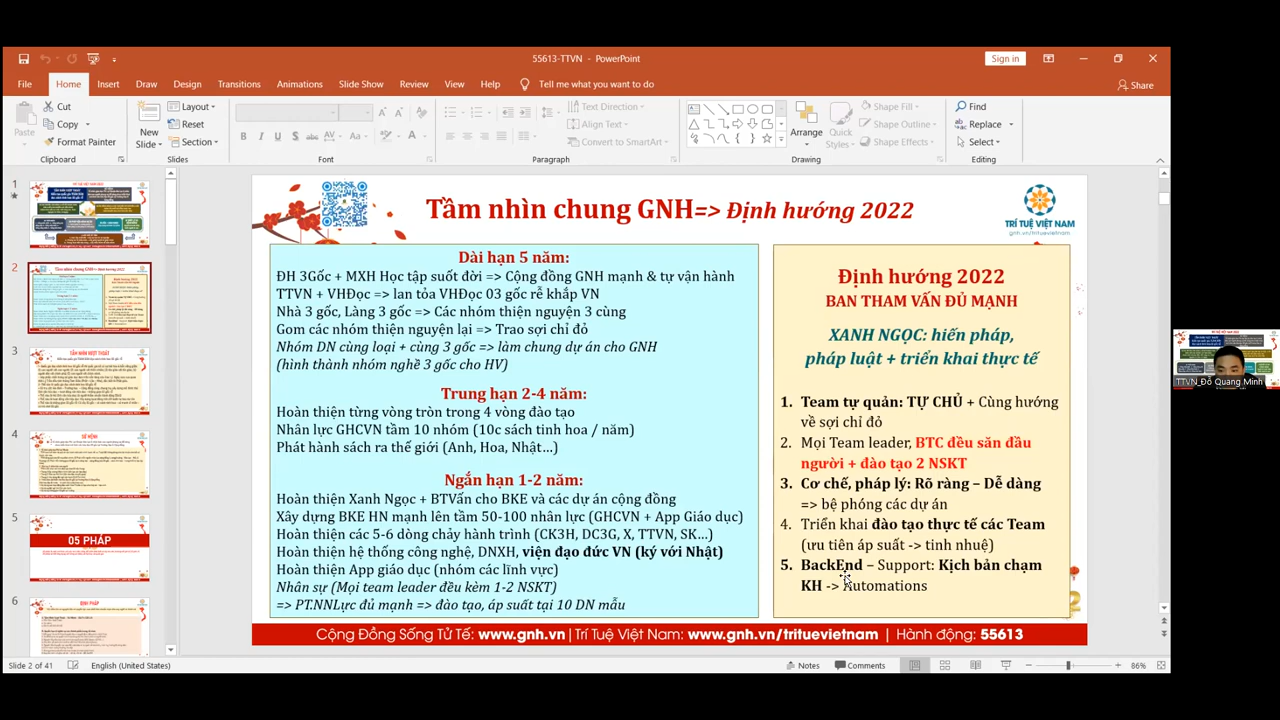 55613-TTVN - PowerPoint
Sign in
File Home Insert Draw Design Transitions Animations Slide Show Review View Help Tell me what you want to do Share
Paste
Cut
Copy
Format Painter
Clipboard
New Slide
Layout
Reset
Section
Slides
Font
Text Direction
Align Text
Convert to SmartArt
Paragraph
Arrange
Quick Styles
Shape Fill
Shape Outline
Shape Effects
Drawing
Find
Replace
Select
Editing
1
2
3
4
5
05 PHÁP
6
Tầm nhìn chung GNH=> Định hướng 2022
TRÍ TUỆ VIỆT NAM
gnh.vn/trituevietnam
Dài hạn 5 năm:
ĐH 3Gốc + MXH Học tập suốt đời => Cộng đồng GNH mạnh & tự vận hành
TTVN + VHĐọc => lan tỏa VHĐọc 03 gốc rễ khắp VN
Nhà 3 gốc, Làng 3 gốc => Các nhóm thiện nguyện 3 cùng
Gom các nhóm thiện nguyện lại => Trao sợi chỉ đỏ
(hình thành nhóm nghề 3 gốc cho HV)
Trung hạn 2-4 năm:
Hoàn thiện từng vòng tròn trong 4 vòng đào tạo
Nhân lực GHCVN tầm 10 nhóm (10c sách tinh hoa / năm)
Phát hành sách ra thế giới (Anh, Hoa, Nhật...)
Ngắn hạn 1-2 năm:
Hoàn thiện Xanh Ngọc + BTVấn cho BKE và các dự án cộng đồng
Xây dựng BKE HN mạnh lên tầm 50-100 nhân lực (GHCVN + App Giáo dục)
Hoàn thiện các 5-6 dòng chảy hành trình (CK3H, DC3G, X, TTVN, SK...)
Hoàn thiện hệ thống công nghệ, DNXH, viện đạo đức VN (ký với Nhật)
Hoàn thiện App giáo dục (nhóm các lĩnh vực)
Nhân sự (Mọi team leader đều kèm 1-2 NSKT)
=> PT.NNLực đủ mạnh => đào tạo áp suất tại 10 DN mẫu
Định hướng 2022
BAN THAM VẤN ĐỦ MẠNH
XANH NGỌC: hiến pháp,
pháp luật + triển khai thực tế
1. Team tự quản: TỰ CHỦ + Cùng hướng
về sợi chỉ đỏ
2. Mọi Team leader, BTC đều săn đầu
người + đào tạo 2 NSKT
3. Cơ chế, pháp lý: Rõ ràng – Dễ dàng
=> bệ phóng các dự án
4. Triển khai đào tạo thực tế các Team
(ưu tiên áp suất -> tinh nhuệ)
5. BackEnd – Support: Kịch bản chạm
KH -> Automations
Cộng Đồng Sống Tử Tế: www.gnh.vn | Trí Tuệ Việt Nam: www.gnh.vn/trituevietnam | Hành động: 55613
TTVN_Đỗ Quang Minh
Slide 2 of 41 English (United States) Notes Comments 86%